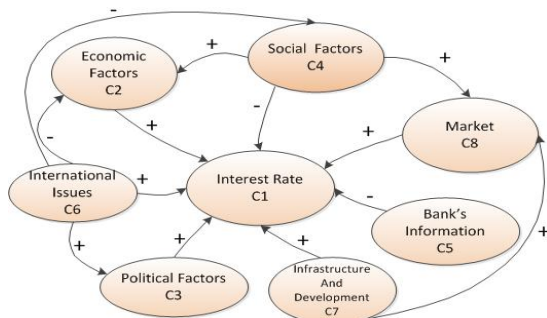 -
Economic
Factors
C2
+
Social Factors
C4
+
-
+
+
Market
C8
-
International
Issues
C6
+
Interest Rate
C1
-
Bank's
Information
C5
+
+
Political Factors
C3
+
Infrastructure
And
Development
C7
+